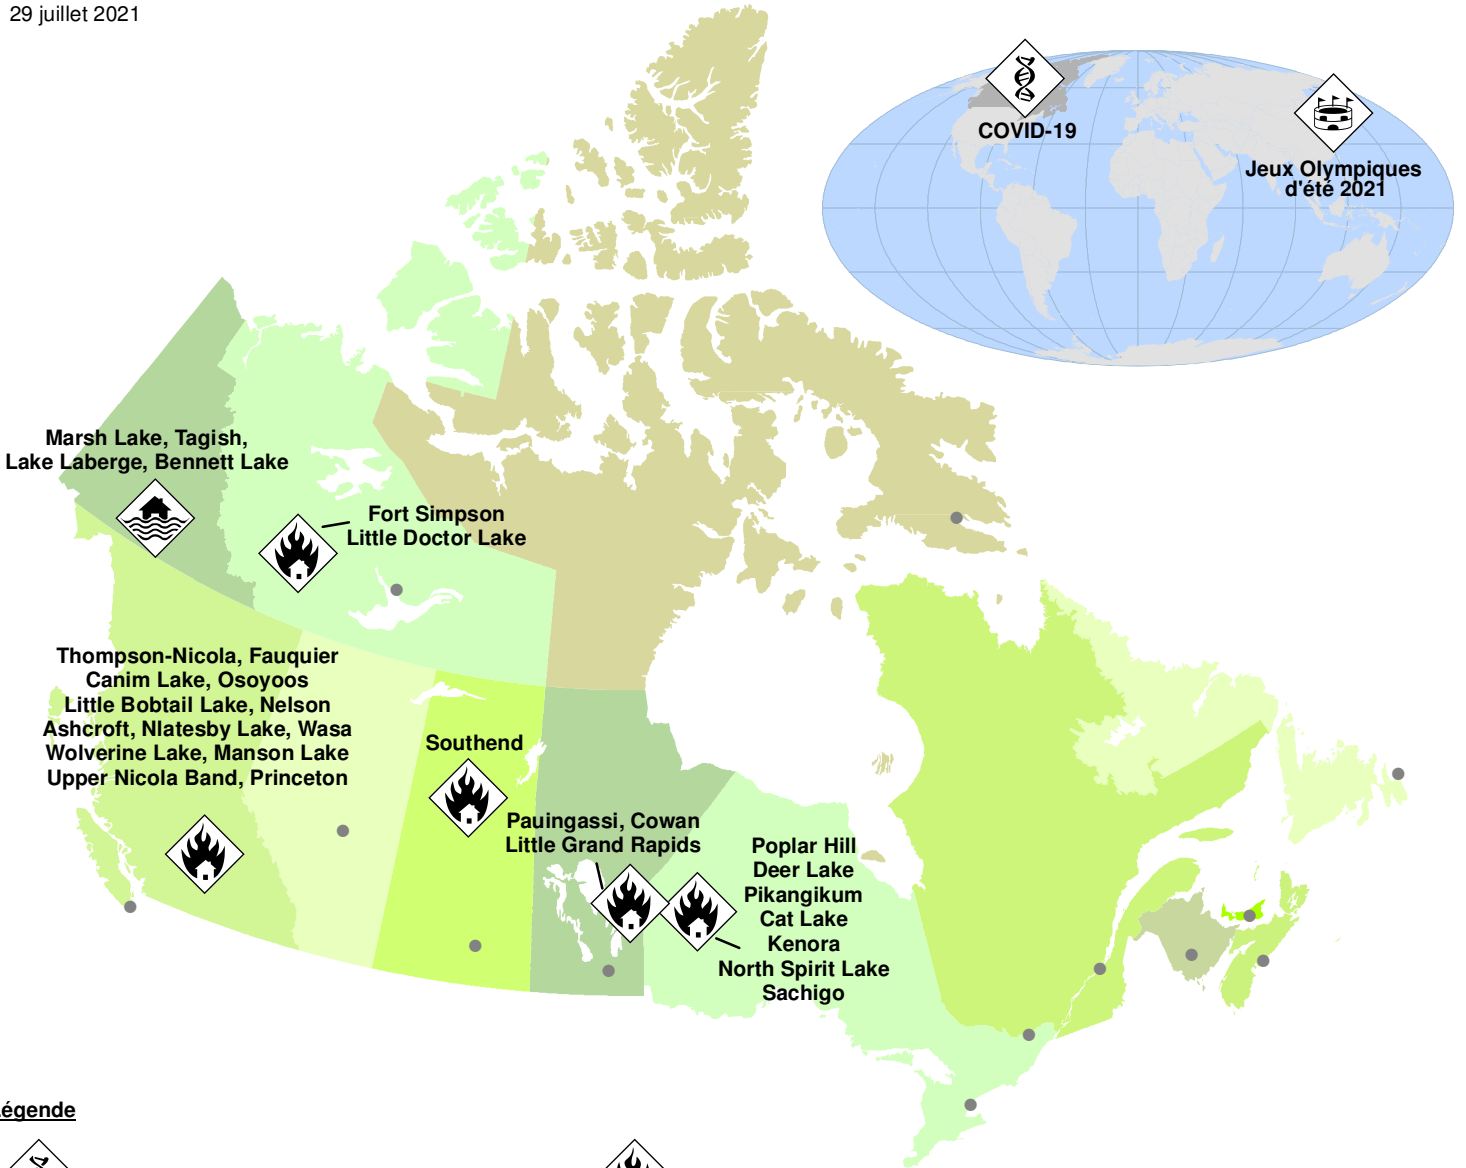 29 juillet 2021
COVID-19
Jeux Olympiques
d'été 2021
Marsh Lake, Tagish,
Lake Laberge, Bennett Lake
Fort Simpson
Little Doctor Lake
Thompson-Nicola, Fauquier
Canim Lake, Osoyoos
Little Bobtail Lake, Nelson
Ashcroft, Nlatesby Lake, Wasa
Wolverine Lake, Manson Lake
Upper Nicola Band, Princeton
Southend
Pauingassi, Cowan
Little Grand Rapids
Poplar Hill
Deer Lake
Pikangikum
Cat Lake
Kenora
North Spirit Lake
Sachigo
égende